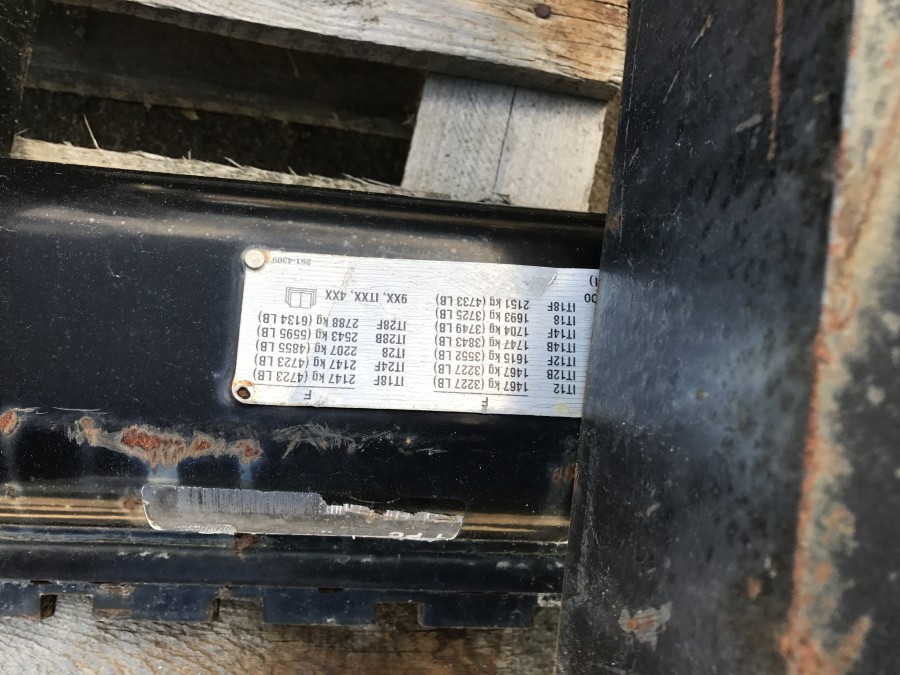 F
IT12 1467 kg (3227 LB)
IT12B 1467 kg (3227 LB)
IT12F 1615 kg (3552 LB)
IT14B 1747 kg (3843 LB)
IT14F 1704 kg (3749 LB)
IT18 1693 kg (3725 LB)
IT18F 2151 kg (4733 LB)
F
IT18F 2147 kg (4723 LB)
IT24F 2147 kg (4723 LB)
IT28 2207 kg (4855 LB)
IT28B 2543 kg (5595 LB)
IT28F 2788 kg (6134 LB)
9XX, ITXX, 4XX
261-4309